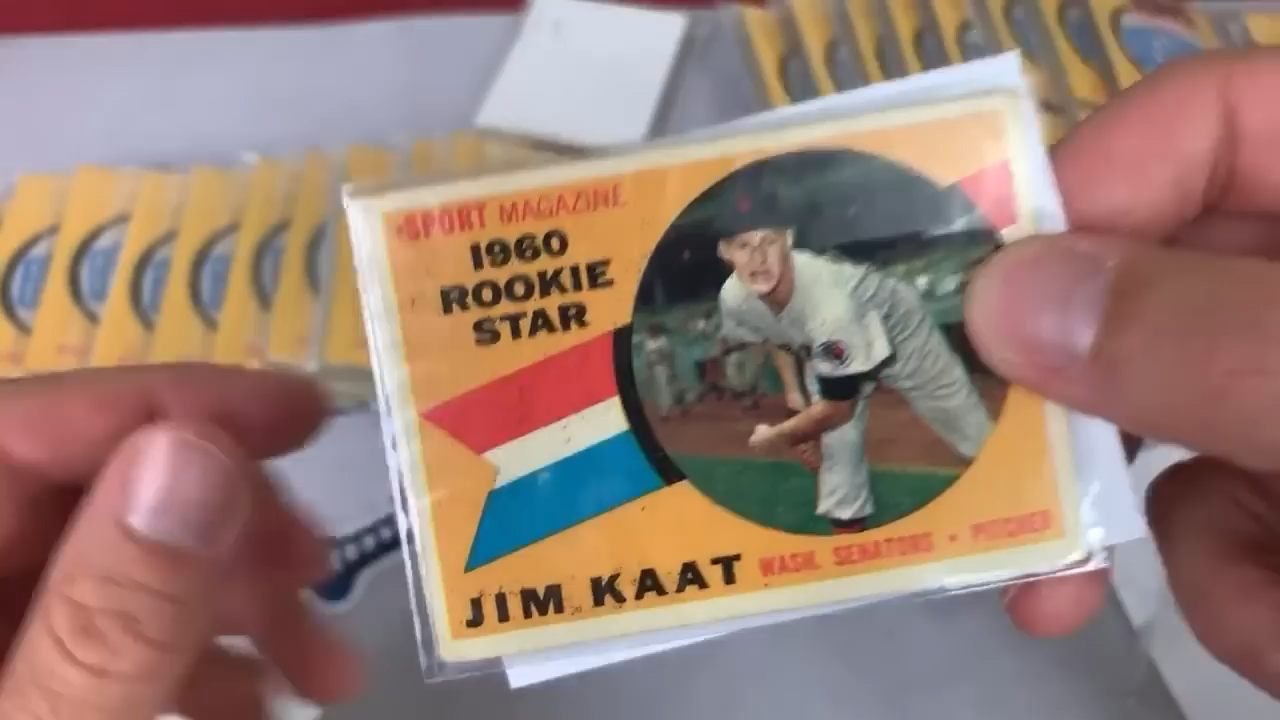 SPORT MAGAZINE
1960
ROOKIE
STAR
JIM KAAT WASH. SENATORS • PITCHER